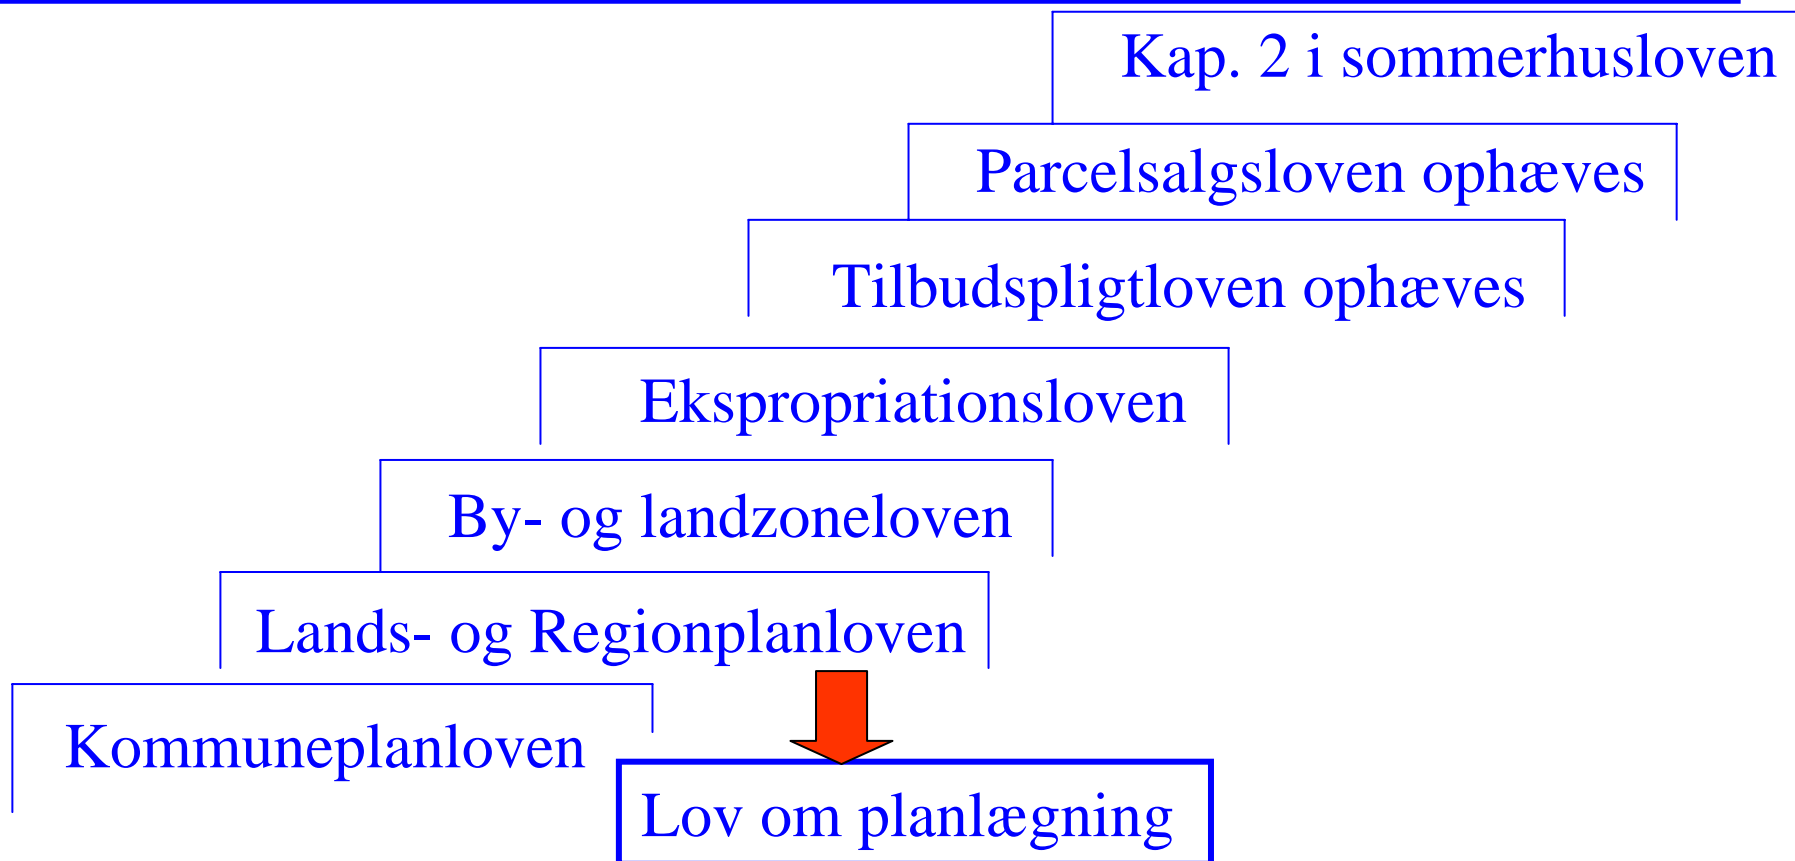 Kap. 2 i sommerhusloven
Parcelsalgsloven ophæves
Tilbudspligtloven ophæves
Ekspropriationsloven
By- og landzoneloven
Lands- og Regionplanloven
Kommuneplanloven
Lov om planlægning